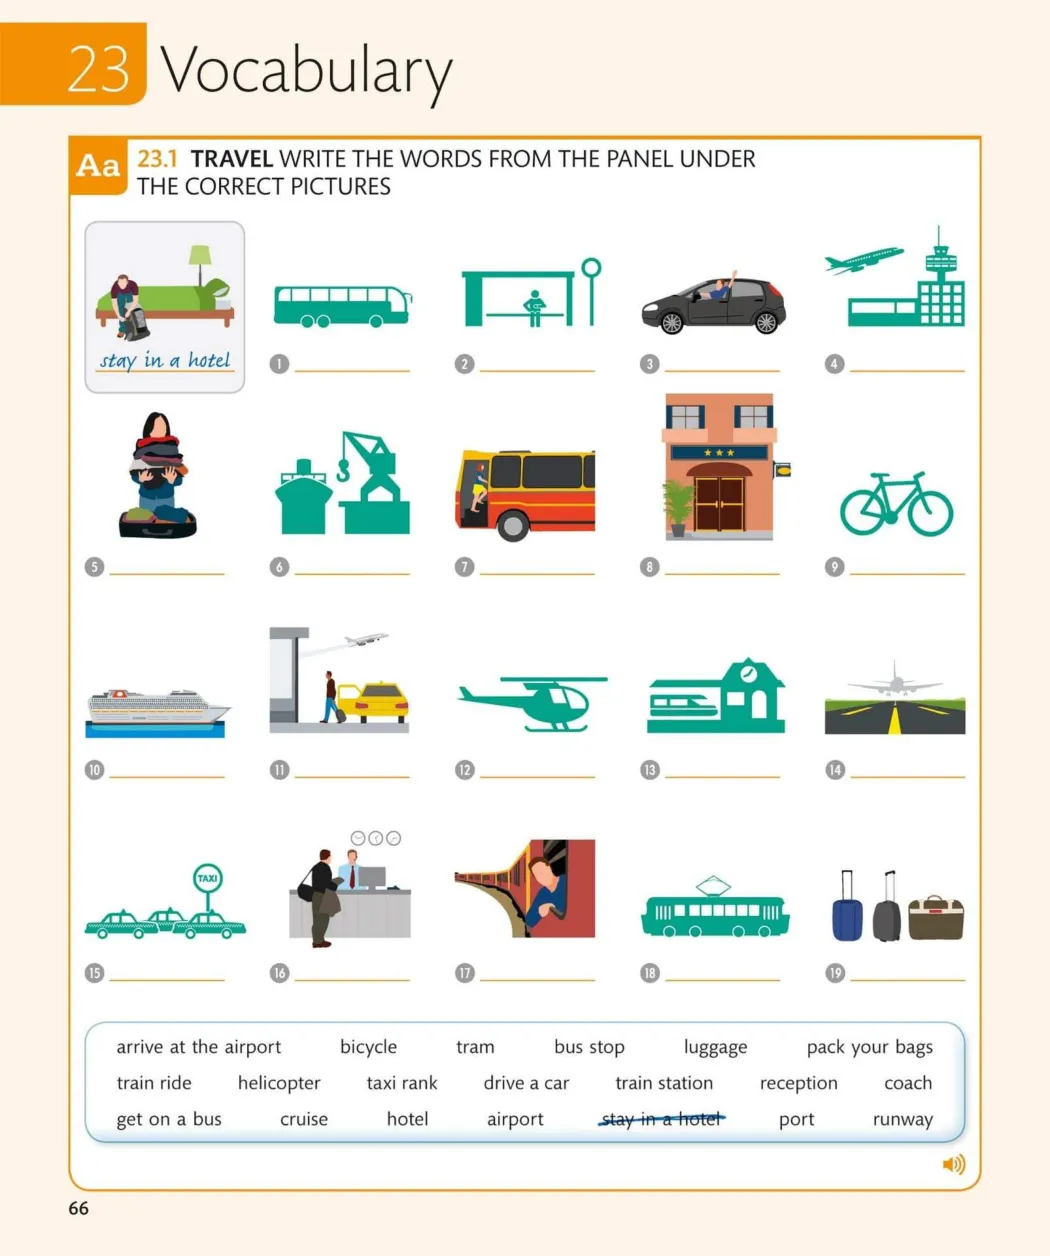 23 Vocabulary
Aa
23.1 TRAVEL WRITE THE WORDS FROM THE PANEL UNDER
THE CORRECT PICTURES
stay in a hotel
1
2
3
4
5
6
7
8
9
10
11
12
13
14
TAXI
15
16
17
18
19
arrive at the airport bicycle tram bus stop luggage pack your bags
train ride helicopter taxi rank drive a car train station reception coach
get on a bus cruise hotel airport stay in a hotel port runway
66